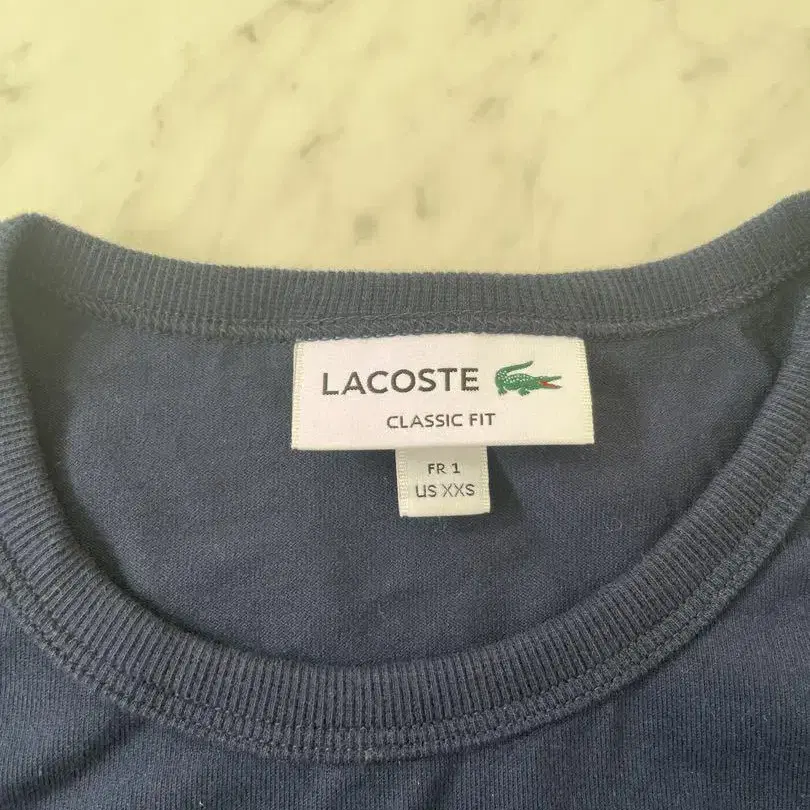 LACOSTE
CLASSIC FIT
FR 1
US XXS